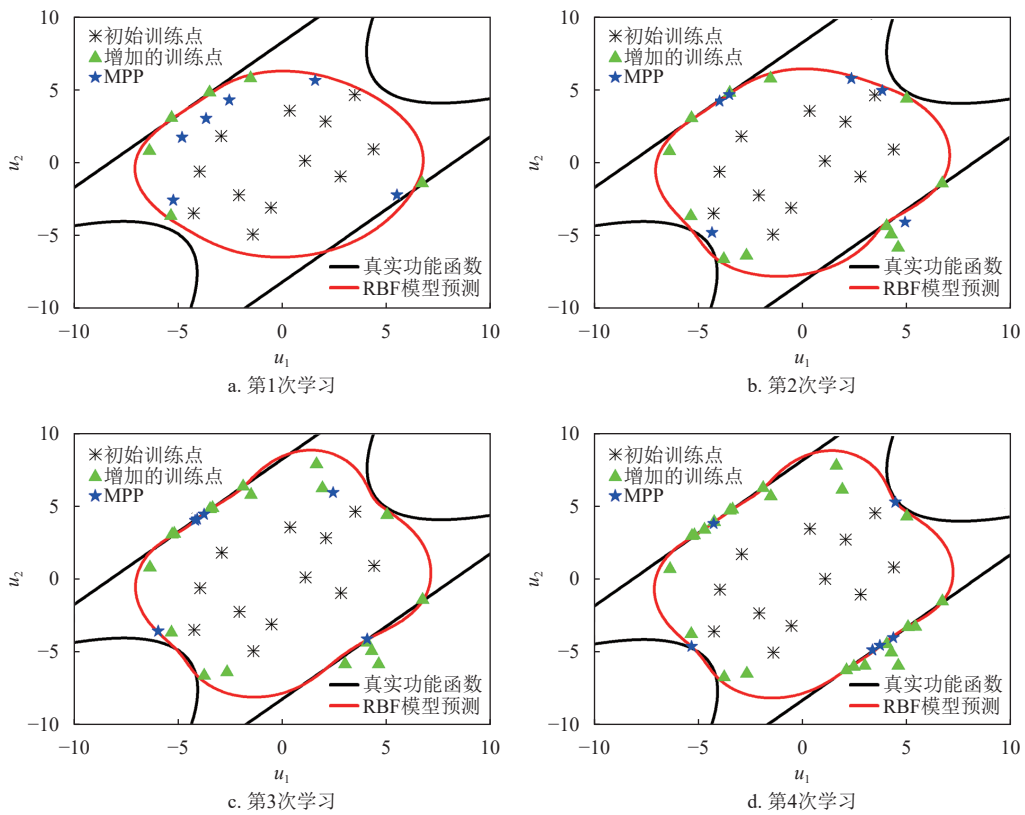 10
5
0
−5
−10
u₂
初始训练点
增加的训练点
MPP
真实功能函数
RBF模型预测
−10 −5 0 5 10
u₁
a. 第1次学习
10
5
0
−5
−10
u₂
初始训练点
增加的训练点
MPP
真实功能函数
RBF模型预测
−10 −5 0 5 10
u₁
b. 第2次学习
10
5
0
−5
−10
u₂
初始训练点
增加的训练点
MPP
真实功能函数
RBF模型预测
−10 −5 0 5 10
u₁
c. 第3次学习
10
5
0
−5
−10
u₂
初始训练点
增加的训练点
MPP
真实功能函数
RBF模型预测
−10 −5 0 5 10
u₁
d. 第4次学习